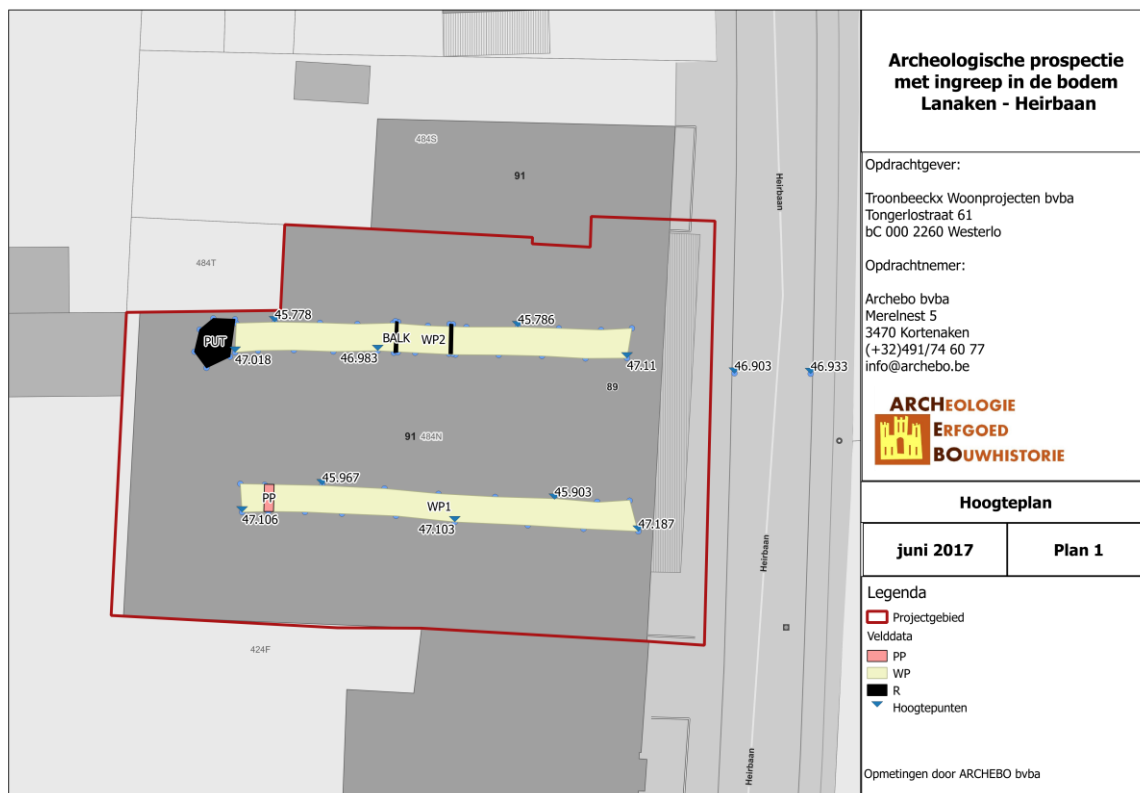 484S
91
484T
45.778
PUT
BALK
WP2
45.786
47.018
46.983
47.11
89
91 484N
45.967
PP
WP1
45.903
47.106
47.103
47.187
424F
Heirbaan
46.903
46.933
Heirbaan
Heirbaan
Archeologische prospectie
met ingreep in de bodem
Lanaken - Heirbaan
Opdrachtgever:
Troonbeeckx Woonprojecten bvba
Tongerlostraat 61
bC 000 2260 Westerlo
Opdrachtnemer:
Archebo bvba
Merelnest 5
3470 Kortenaken
(+32)491/74 60 77
info@archebo.be
ARCHEOLOGIE
ERFGOED
BOUWHISTORIE
Hoogteplan
juni 2017
Plan 1
Legenda
Projectgebied
Velddata
PP
WP
R
Hoogtepunten
Opmetingen door ARCHEBO bvba